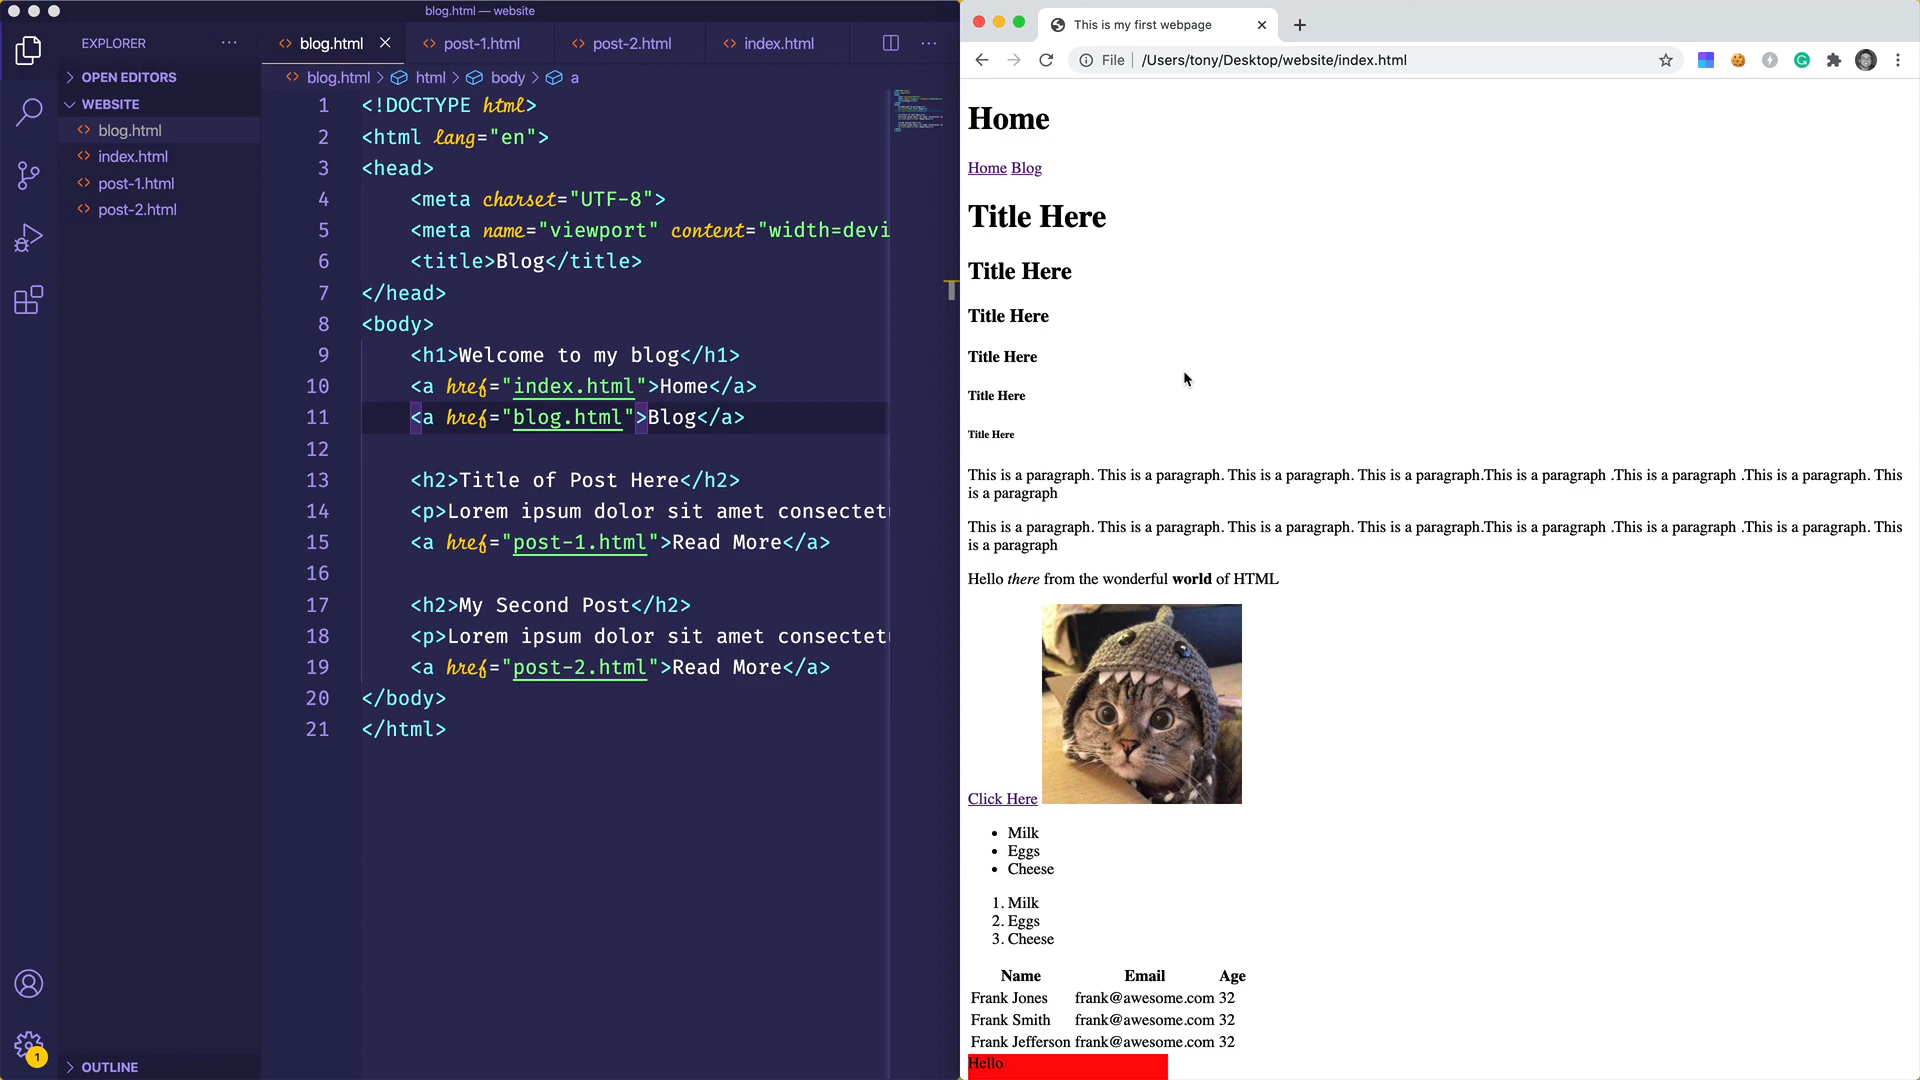 blog.html — website
EXPLORER
OPEN EDITORS
WEBSITE
blog.html
index.html
post-1.html
post-2.html
OUTLINE
1
blog.html
post-1.html
post-2.html
index.html
blog.html > html > body > a
1 <!DOCTYPE html>
2 <html lang="en">
3 <head>
4 <meta charset="UTF-8">
5 <meta name="viewport" content="width=devi
6 <title>Blog</title>
7 </head>
8 <body>
9 <h1>Welcome to my blog</h1>
10 <a href="index.html">Home</a>
11 <a href="blog.html">Blog</a>
12
13 <h2>Title of Post Here</h2>
14 <p>Lorem ipsum dolor sit amet consectetu
15 <a href="post-1.html">Read More</a>
16
17 <h2>My Second Post</h2>
18 <p>Lorem ipsum dolor sit amet consectetu
19 <a href="post-2.html">Read More</a>
20 </body>
21 </html>
T
This is my first webpage
File | /Users/tony/Desktop/website/index.html
Home
Home Blog
Title Here
Title Here
Title Here
Title Here
Title Here
Title Here
This is a paragraph. This is a paragraph. This is a paragraph. This is a paragraph.This is a paragraph .This is a paragraph .This is a paragraph. This
is a paragraph
This is a paragraph. This is a paragraph. This is a paragraph. This is a paragraph.This is a paragraph .This is a paragraph .This is a paragraph. This
is a paragraph
Hello there from the wonderful world of HTML
Click Here
• Milk
• Eggs
• Cheese
1. Milk
2. Eggs
3. Cheese
Name Email Age
Frank Jones frank@awesome.com 32
Frank Smith frank@awesome.com 32
Frank Jefferson frank@awesome.com 32
Hello